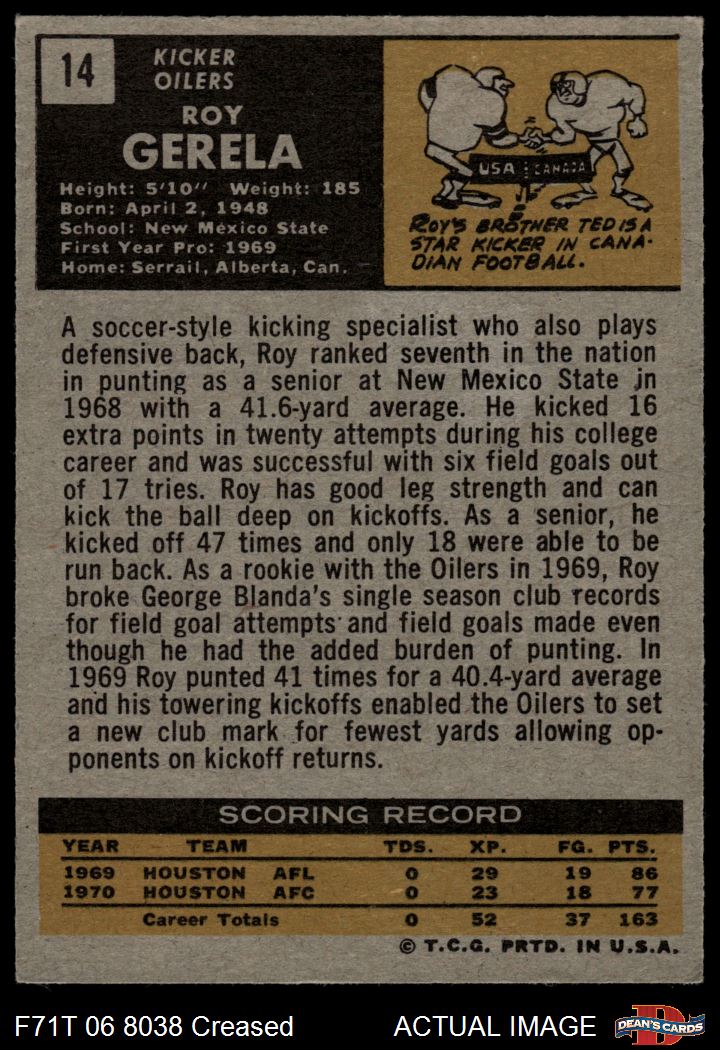 14
KICKER
OILERS
ROY
GERELA
Height: 5'10" Weight: 185
Born: April 2, 1948
School: New Mexico State
First Year Pro: 1969
Home: Serrail, Alberta, Can.
USA CANADA
ROY'S BROTHER TED IS A
STAR KICKER IN CANA-
DIAN FOOTBALL.
A soccer-style kicking specialist who also plays
defensive back, Roy ranked seventh in the nation
in punting as a senior at New Mexico State in
1968 with a 41.6-yard average. He kicked 16
extra points in twenty attempts during his college
career and was successful with six field goals out
of 17 tries. Roy has good leg strength and can
kick the ball deep on kickoffs. As a senior, he
kicked off 47 times and only 18 were able to be
run back. As a rookie with the Oilers in 1969, Roy
broke George Blanda's single season club records
for field goal attempts and field goals made even
though he had the added burden of punting. In
1969 Roy punted 41 times for a 40.4-yard average
and his towering kickoffs enabled the Oilers to set
a new club mark for fewest yards allowing op-
ponents on kickoff returns.
SCORING RECORD
YEAR TEAM TDS. XP. FG. PTS.
1969 HOUSTON AFL 0 29 19 86
1970 HOUSTON AFC 0 23 18 77
Career Totals 0 52 37 163
© T.C.G. PRTD. IN U.S.A.
F71T 06 8038 Creased ACTUAL IMAGE
D
DEAN'S CARDS